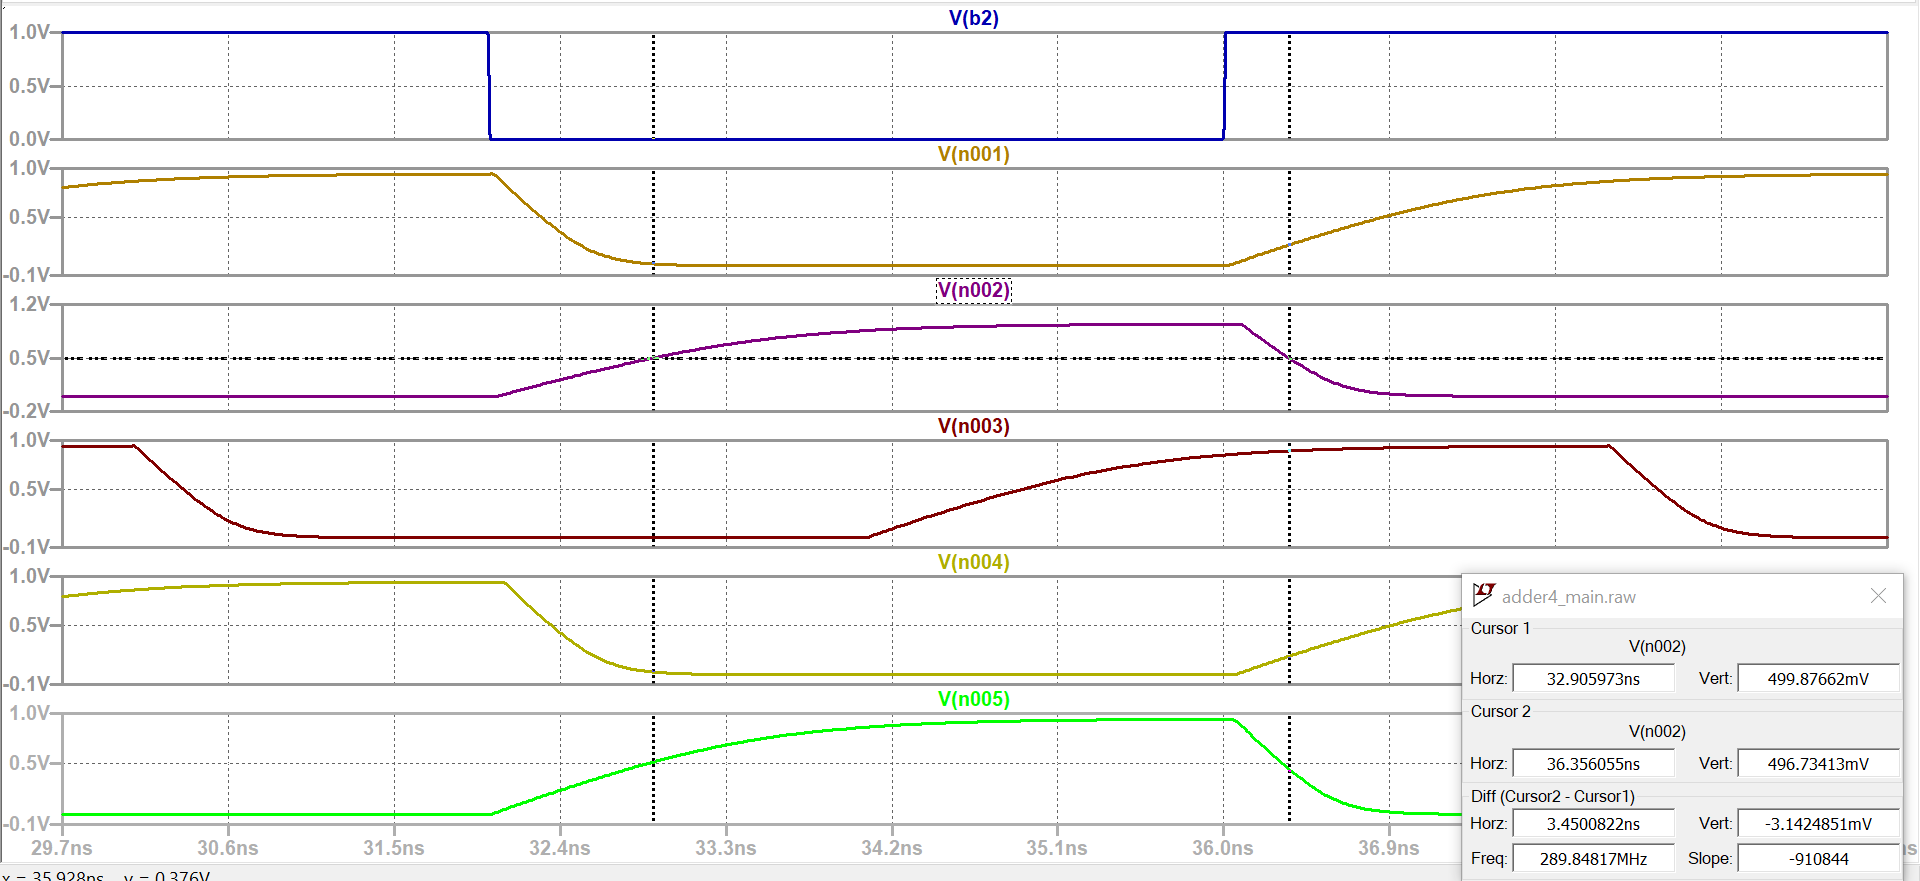 V(b2)
1.0V
0.5V
0.0V
V(n001)
1.0V
0.5V
-0.1V
V(n002)
1.2V
0.5V
-0.2V
V(n003)
1.0V
0.5V
-0.1V
V(n004)
1.0V
0.5V
-0.1V
V(n005)
1.0V
0.5V
-0.1V
29.7ns 30.6ns 31.5ns 32.4ns 33.3ns 34.2ns 35.1ns 36.0ns 36.9ns
adder4_main.raw
Cursor 1
V(n002)
Horz: 32.905973ns Vert: 499.87662mV
Cursor 2
V(n002)
Horz: 36.356055ns Vert: 496.73413mV
Diff (Cursor2 - Cursor1)
Horz: 3.4500822ns Vert: -3.1424851mV
Freq: 289.84817MHz Slope: -910844
x = 35.928ns y = 0.376V